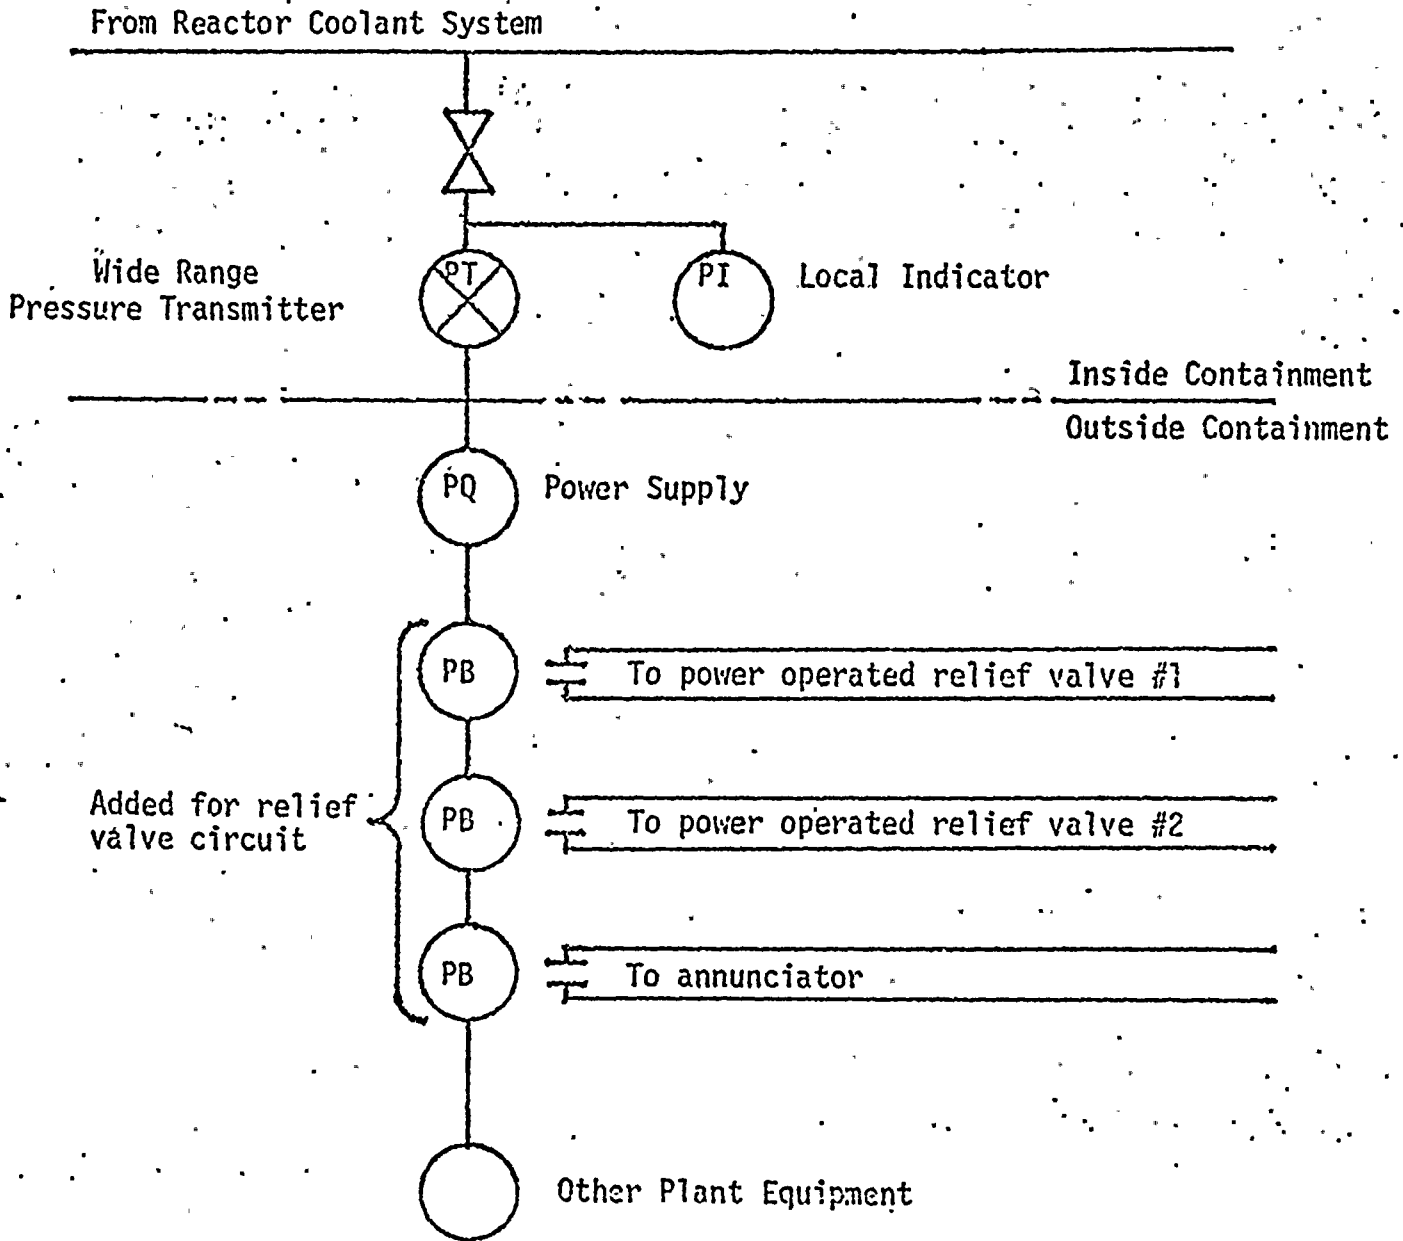 From Reactor Coolant System
PT
Wide Range
Pressure Transmitter
PI
Local Indicator
Inside Containment
Outside Containment
PQ
Power Supply
PB
To power operated relief valve #1
Added for relief
valve circuit
PB
To power operated relief valve #2
PB
To annunciator
Other Plant Equipment